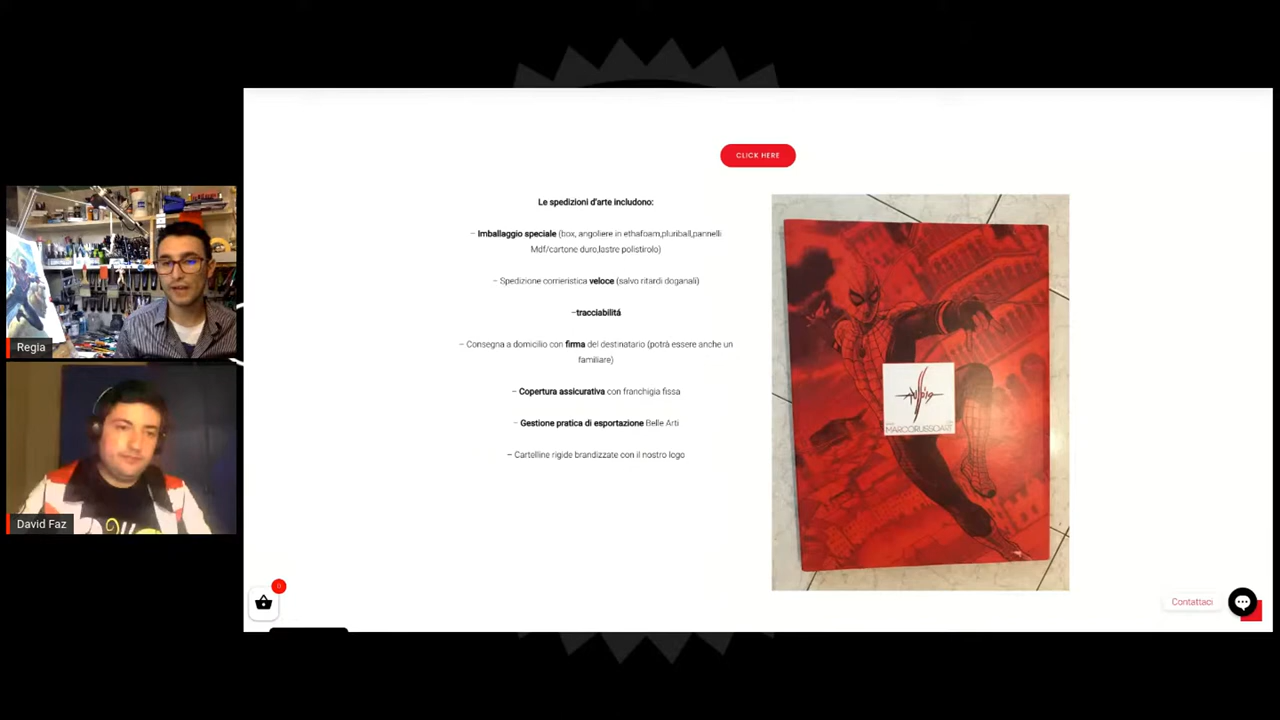 CLICK HERE
Le spedizioni d'arte includono:
– Imballaggio speciale (box, angoliere in ethafoam,pluriball,pannelli
Mdf/cartone duro,lastre polistirolo)
– Spedizione corrieristica veloce (salvo ritardi doganali)
–tracciabilitá
– Consegna a domicilio con firma del destinatario (potrà essere anche un
familiare)
– Copertura assicurativa con franchigia fissa
– Gestione pratica di esportazione Belle Arti
– Cartelline rigide brandizzate con il nostro logo
MARCORUSSOART
Regia
David Faz
0
Contattaci